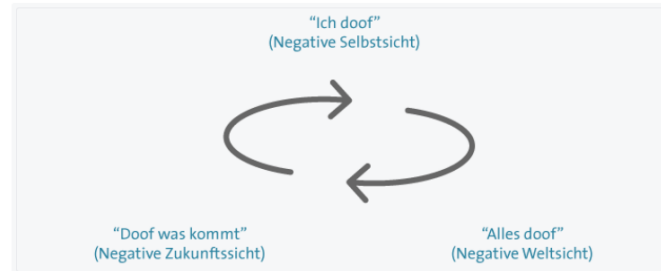 “Ich doof”
(Negative Selbstsicht)
“Doof was kommt”
(Negative Zukunftssicht)
“Alles doof”
(Negative Weltsicht)